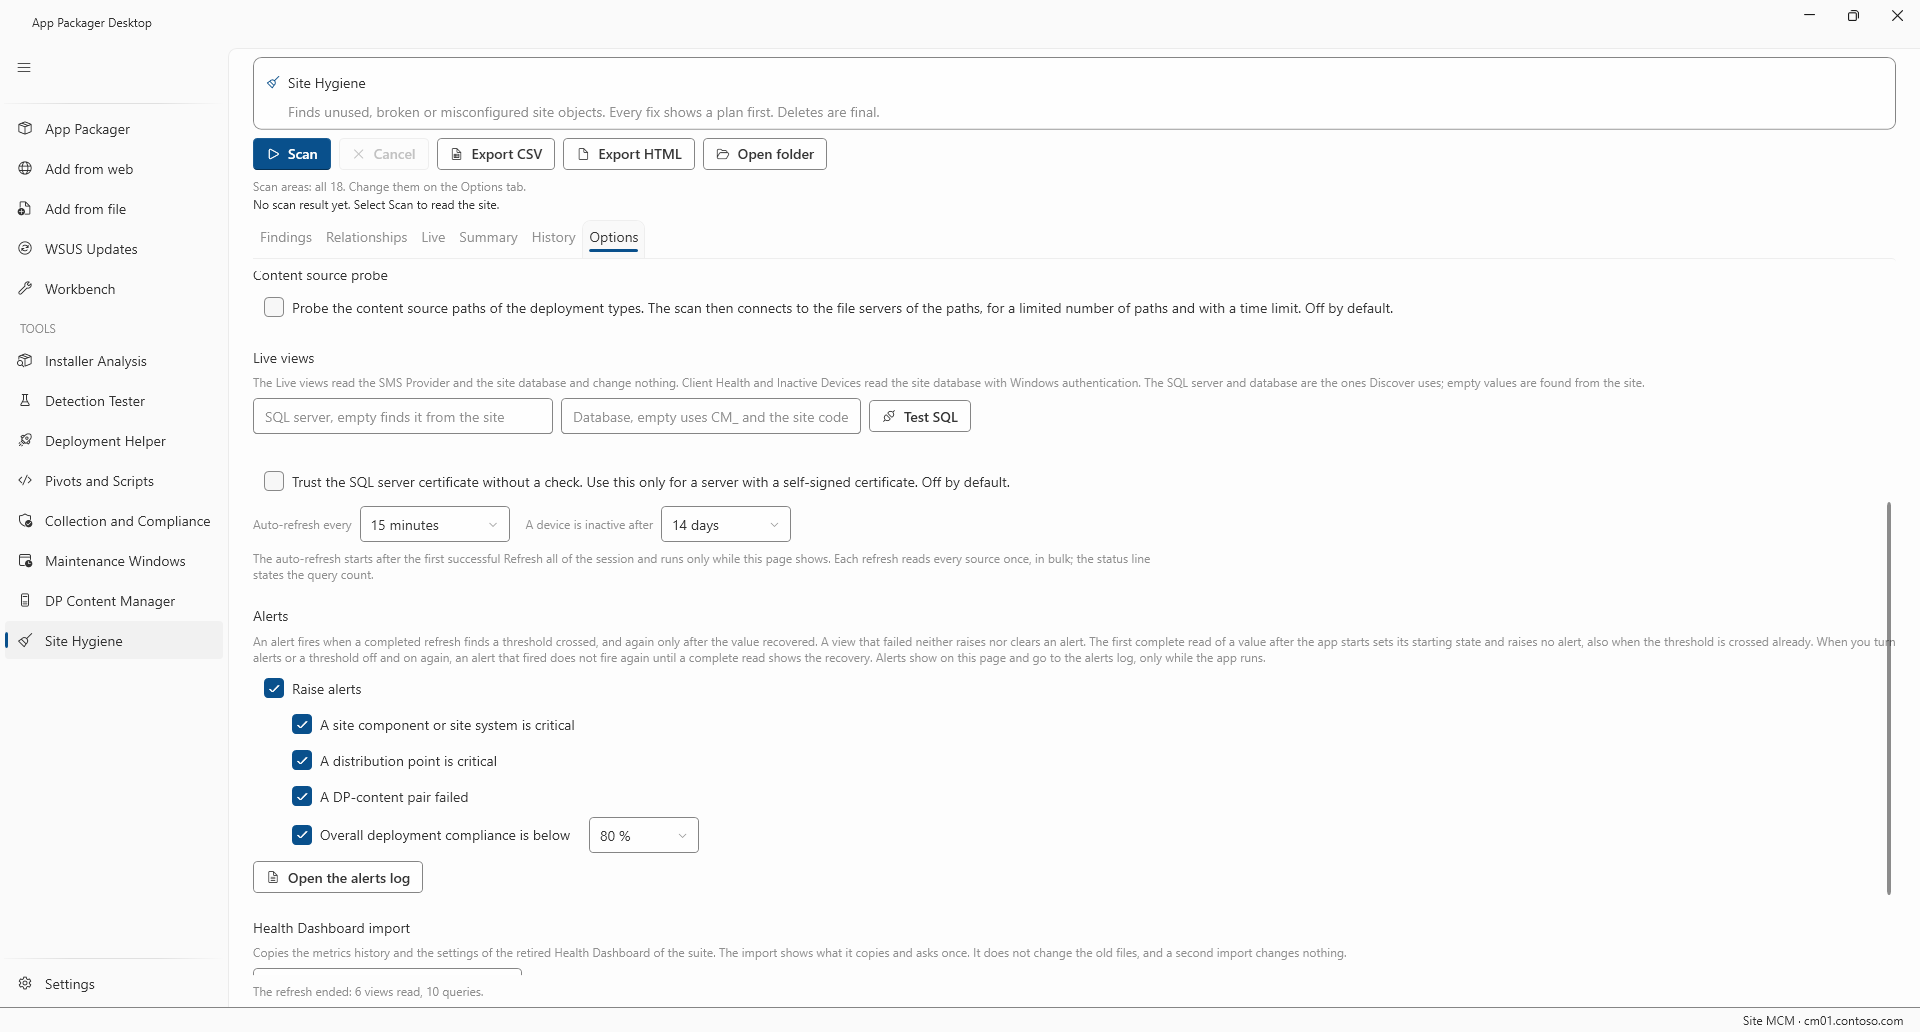 App Packager Desktop
Site Hygiene
Finds unused, broken or misconfigured site objects. Every fix shows a plan first. Deletes are final.
App Packager
Add from web
Add from file
WSUS Updates
Workbench
TOOLS
Installer Analysis
Detection Tester
Deployment Helper
Pivots and Scripts
Collection and Compliance
Maintenance Windows
DP Content Manager
Site Hygiene
Settings
Scan
Cancel
Export CSV
Export HTML
Open folder
Scan areas: all 18. Change them on the Options tab.
No scan result yet. Select Scan to read the site.
Findings
Relationships
Live
Summary
History
Options
Content source probe
Probe the content source paths of the deployment types. The scan then connects to the file servers of the paths, for a limited number of paths and with a time limit. Off by default.
Live views
The Live views read the SMS Provider and the site database and change nothing. Client Health and Inactive Devices read the site database with Windows authentication. The SQL server and database are the ones Discover uses; empty values are found from the site.
SQL server, empty finds it from the site
Database, empty uses CM_ and the site code
Test SQL
Trust the SQL server certificate without a check. Use this only for a server with a self-signed certificate. Off by default.
Auto-refresh every
15 minutes
A device is inactive after
14 days
The auto-refresh starts after the first successful Refresh all of the session and runs only while this page shows. Each refresh reads every source once, in bulk; the status line
states the query count.
Alerts
An alert fires when a completed refresh finds a threshold crossed, and again only after the value recovered. A view that failed neither raises nor clears an alert. The first complete read of a value after the app starts sets its starting state and raises no alert, also when the threshold is crossed already. When you turn
alerts or a threshold off and on again, an alert that fired does not fire again until a complete read shows the recovery. Alerts show on this page and go to the alerts log, only while the app runs.
Raise alerts
A site component or site system is critical
A distribution point is critical
A DP-content pair failed
Overall deployment compliance is below
80 %
Open the alerts log
Health Dashboard import
Copies the metrics history and the settings of the retired Health Dashboard of the suite. The import shows what it copies and asks once. It does not change the old files, and a second import changes nothing.
The refresh ended: 6 views read, 10 queries.
Site MCM · cm01.contoso.com